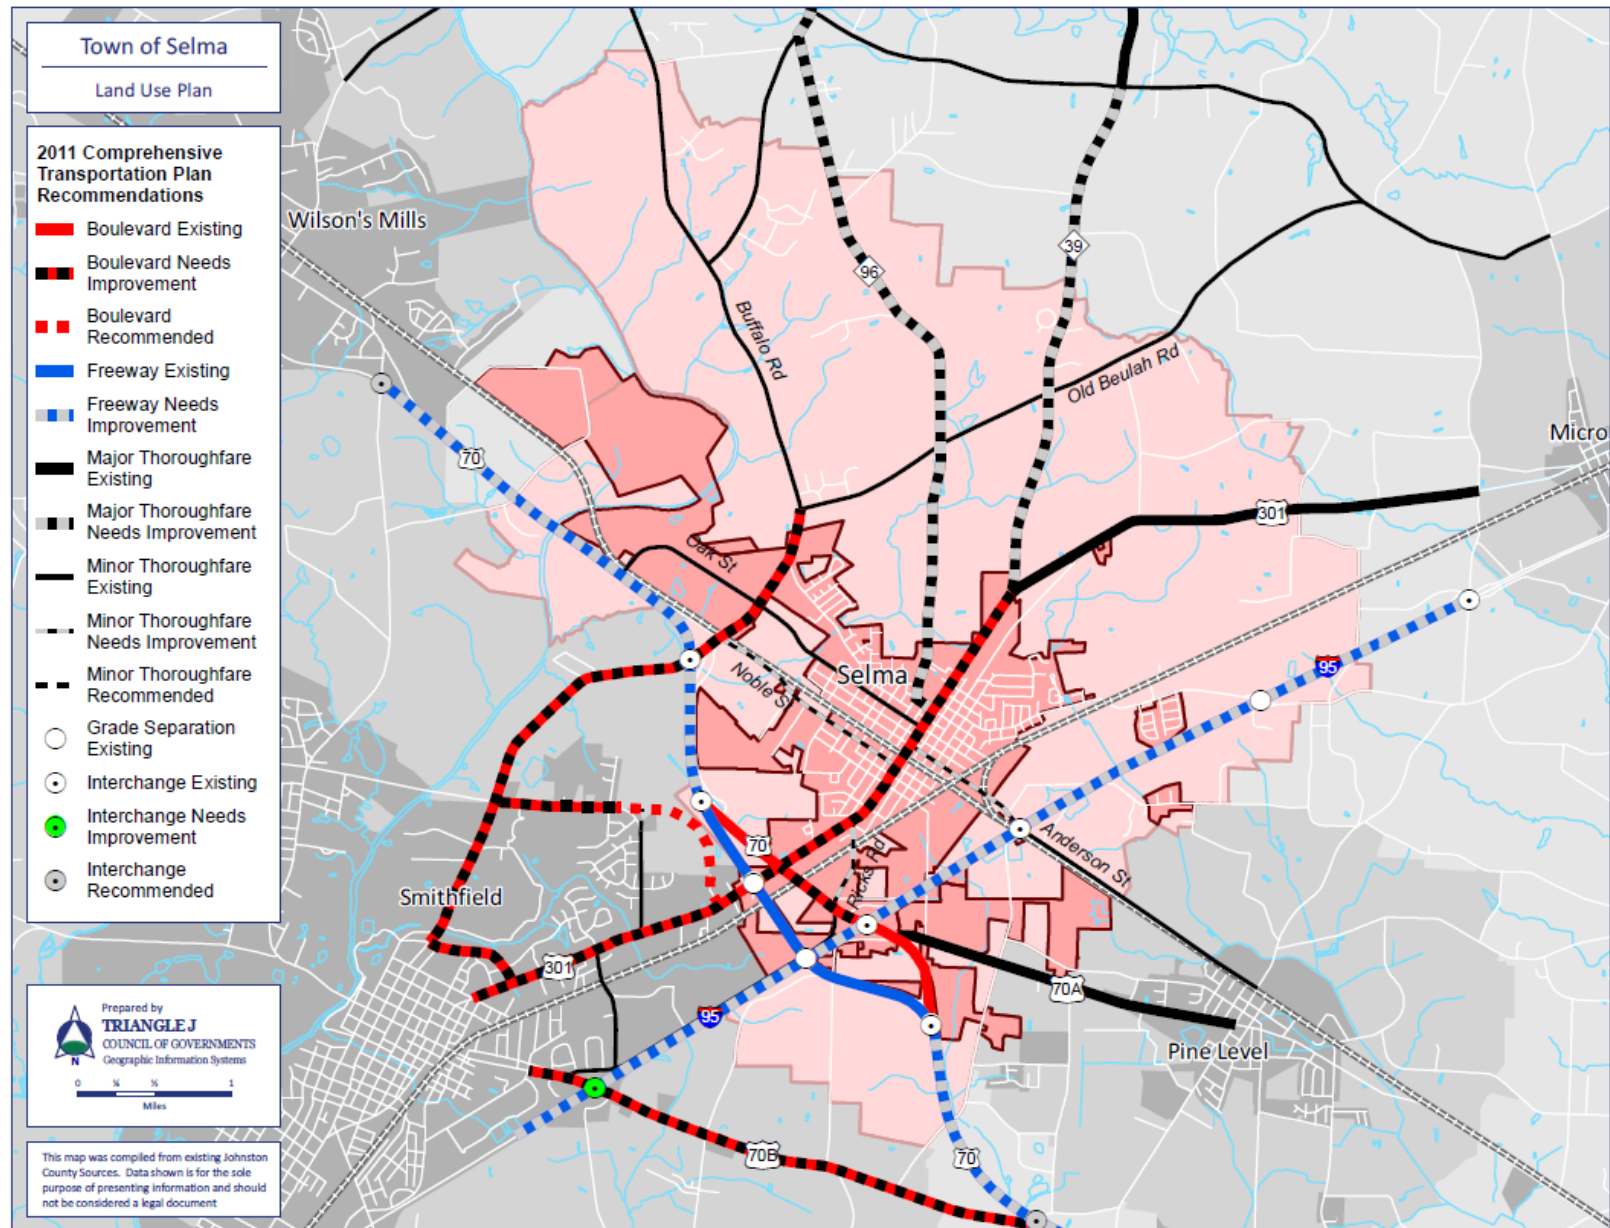 Town of Selma
Land Use Plan
2011 Comprehensive
Transportation Plan
Recommendations
Boulevard Existing
Boulevard Needs
Improvement
Boulevard
Recommended
Freeway Existing
Freeway Needs
Improvement
Major Thoroughfare
Existing
Major Thoroughfare
Needs Improvement
Minor Thoroughfare
Existing
Minor Thoroughfare
Needs Improvement
Minor Thoroughfare
Recommended
Grade Separation
Existing
Interchange Existing
Interchange Needs
Improvement
Interchange
Recommended
Prepared by
TRIANGLE J
COUNCIL OF GOVERNMENTS
Geographic Information Systems
N
0 ¼ ½ 1
Miles
This map was compiled from existing Johnston
County Sources. Data shown is for the sole
purpose of presenting information and should
not be considered a legal document
Wilson's Mills
39
96
Buffalo Rd
Old Beulah Rd
Micro
70
301
Oak St
95
Selma
Noble St
70
Anderson St
Ricks Rd
Smithfield
301
70A
95
Pine Level
70B
70